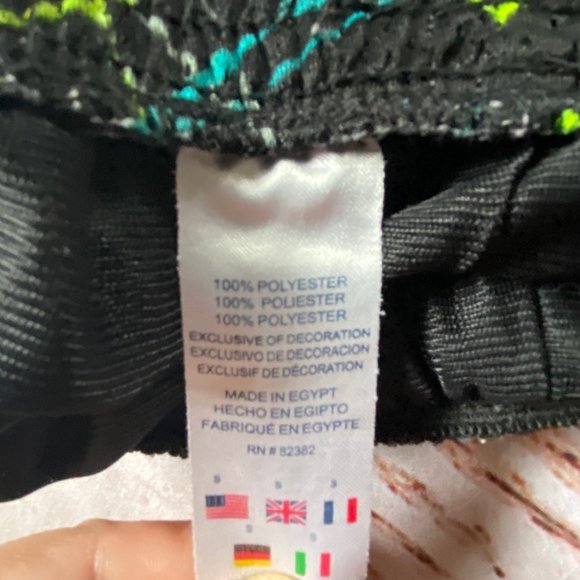 100% POLYESTER
100% POLIESTER
100% POLYESTER
EXCLUSIVE OF DECORATION
EXCLUSIVO DE DECORACION
EXCLUSIF DE DÉCORATION
MADE IN EGYPT
HECHO EN EGIPTO
FABRIQUÉ EN EGYPTE
RN # 82382
S S S
S S